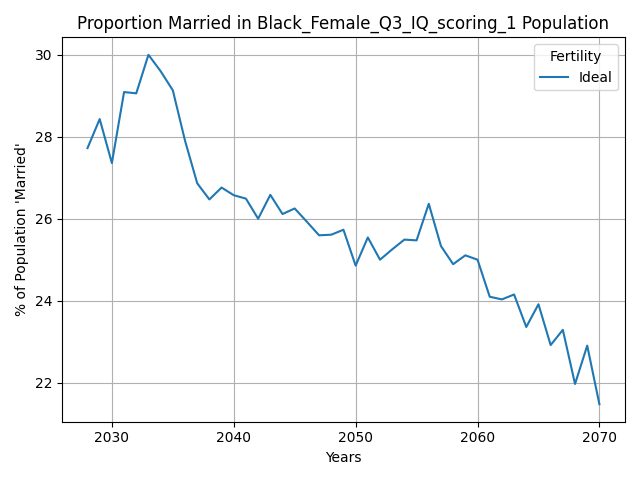 Proportion Married in Black_Female_Q3_IQ_scoring_1 Population
Fertility
Ideal
% of Population 'Married'
30
28
26
24
22
2030
2040
2050
2060
2070
Years